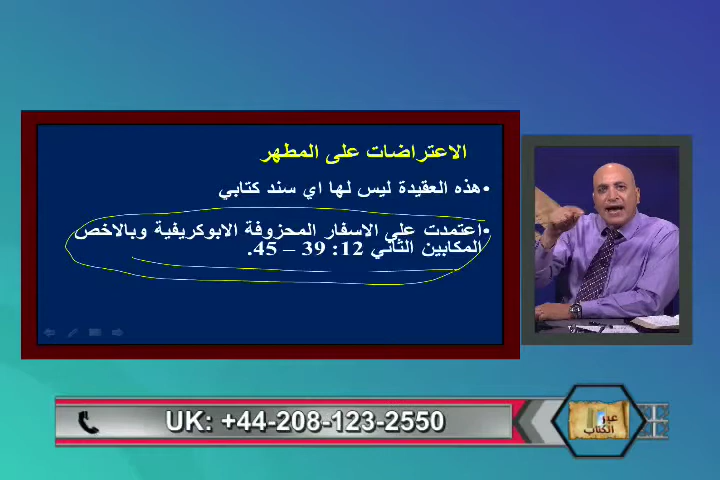 الاعتراضات على المطهر
•هذه العقيدة ليس لها اي سند كتابي
•اعتمدت علي الاسفار المحزوفة الابوكريفية وبالاخص
المكابين الثاني 12: 39 – 45.
UK: +44-208-123-2550
عبر
الكتاب